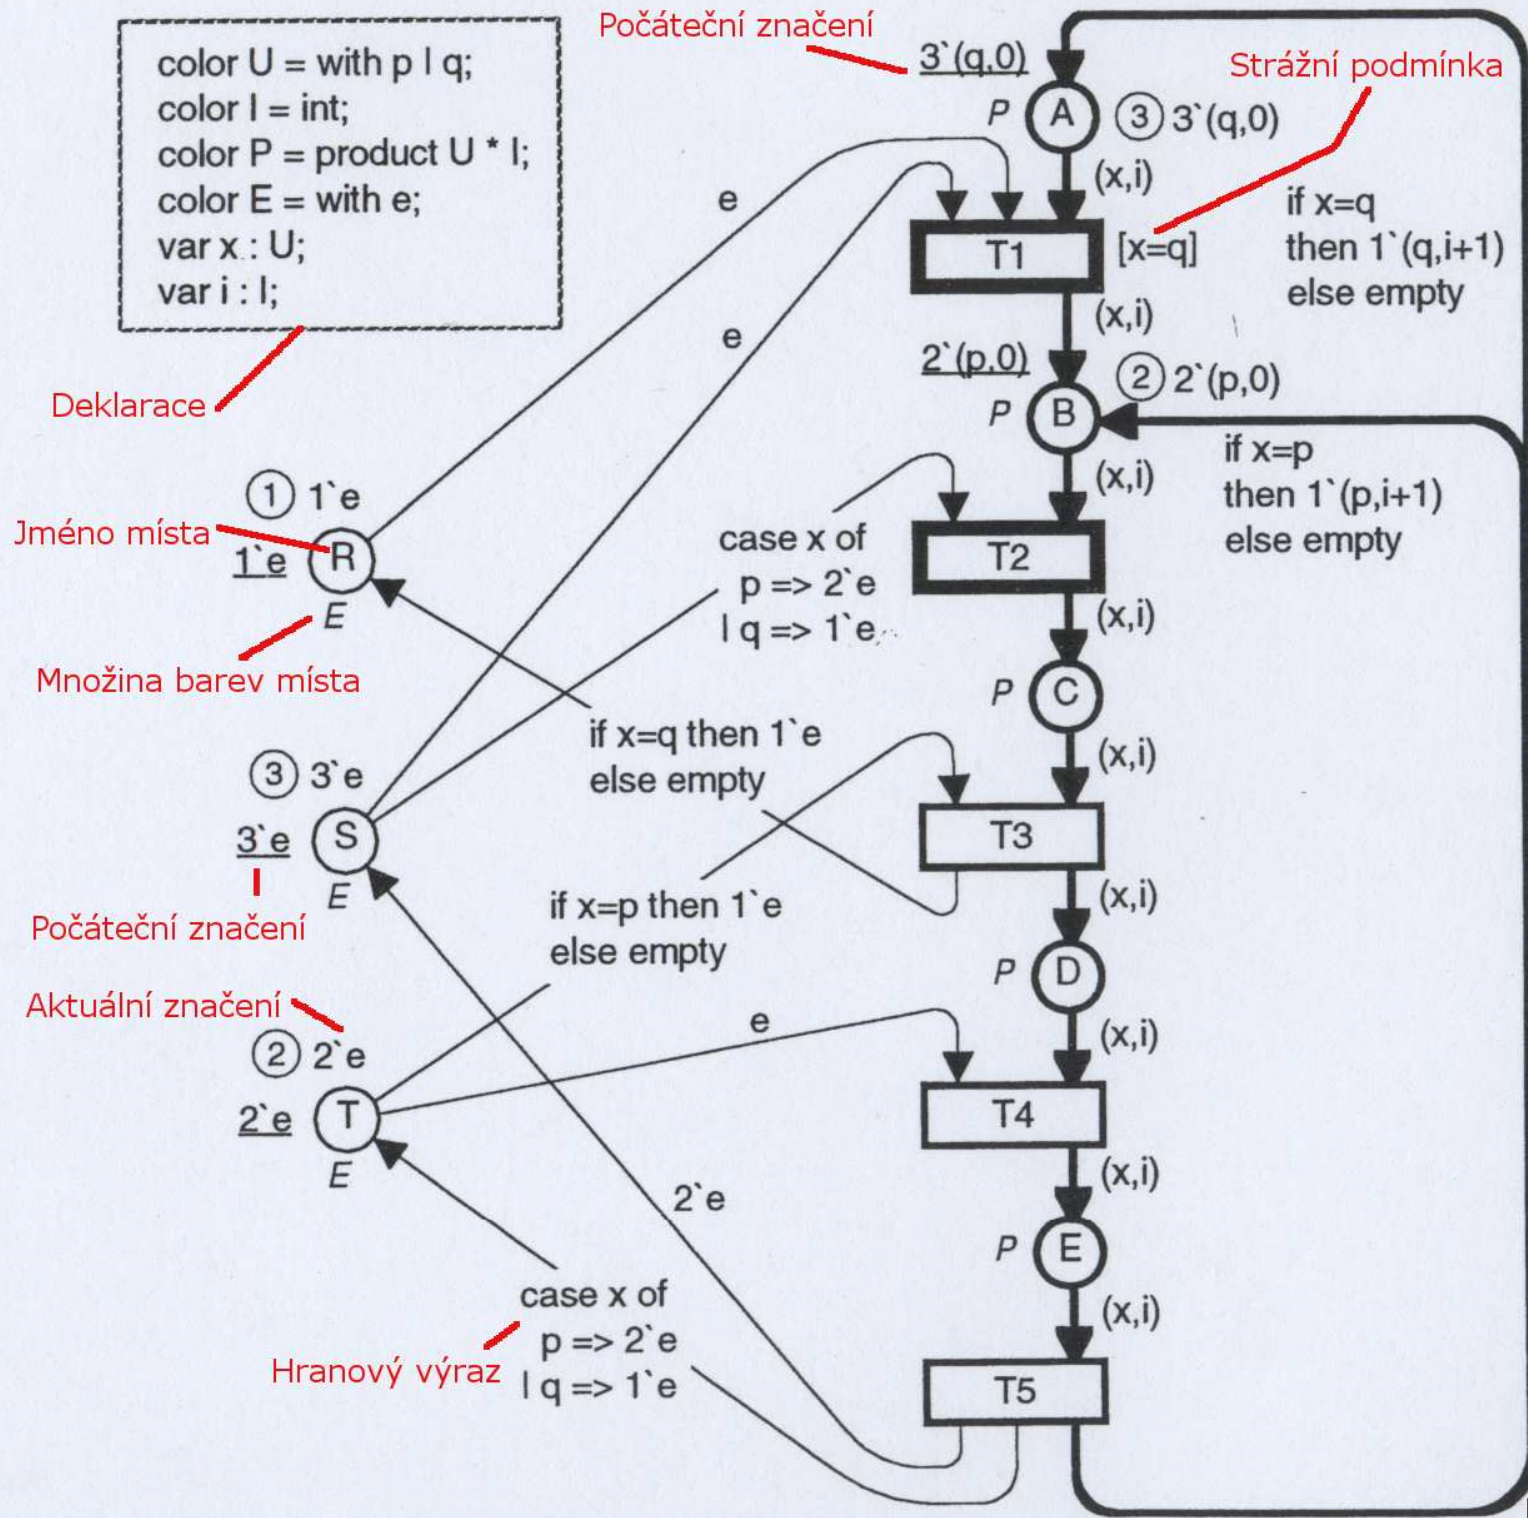 color U = with p | q;
color I = int;
color P = product U * I;
color E = with e;
var x : U;
var i : I;
Deklarace
Počáteční značení
3`(q,0)
Strážní podmínka
P
A
3
3`(q,0)
(x,i)
e
T1
[x=q]
if x=q
then 1`(q,i+1)
else empty
(x,i)
e
2`(p,0)
2
2`(p,0)
P
B
(x,i)
if x=p
then 1`(p,i+1)
else empty
1
1`e
Jméno místa
1`e
R
E
Množina barev místa
case x of
p => 2`e
| q => 1`e
T2
(x,i)
P
C
if x=q then 1`e
else empty
(x,i)
3
3`e
3`e
S
E
Počáteční značení
T3
if x=p then 1`e
else empty
(x,i)
P
D
Aktuální značení
2
2`e
2`e
T
E
e
(x,i)
T4
(x,i)
2`e
P
E
case x of
p => 2`e
| q => 1`e
Hranový výraz
(x,i)
T5